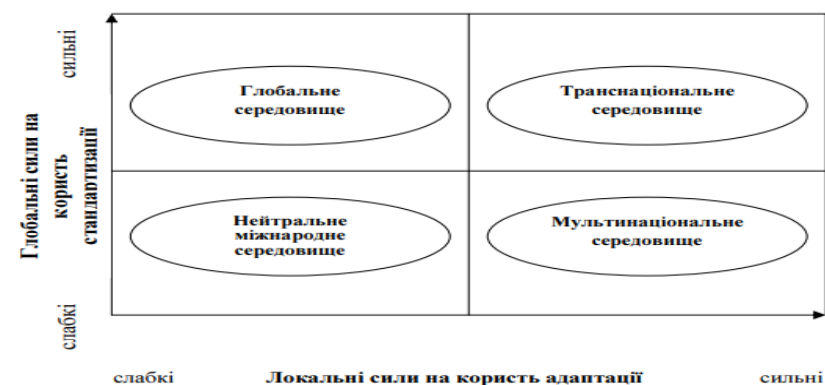 сильні
Глобальні сили на
користь
стандартизації
слабкі
Глобальне
середовище
Транснаціональне
середовище
Нейтральне
міжнародне
середовище
Мультинаціональне
середовище
слабкі Локальні сили на користь адаптації сильні